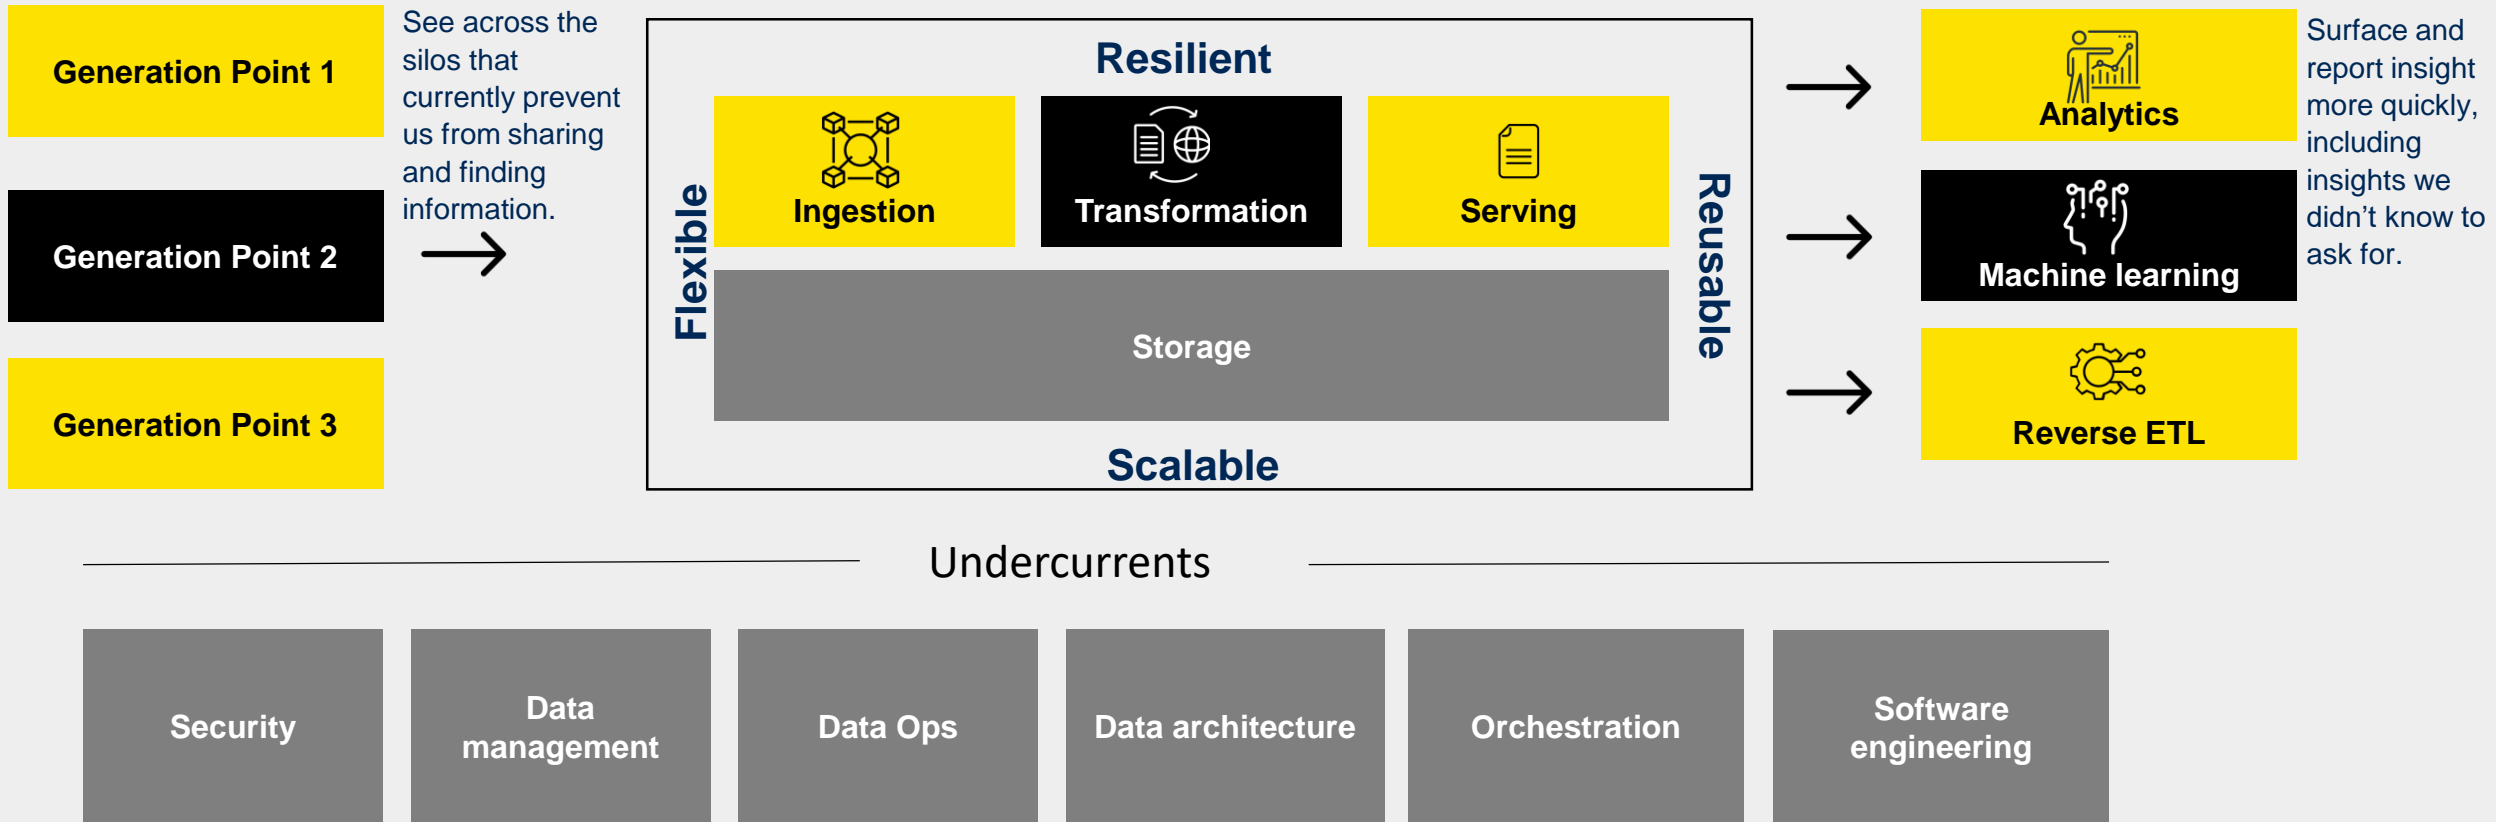 Generation Point 1
Generation Point 2
Generation Point 3
See across the
silos that
currently prevent
us from sharing
and finding
information.
Resilient
Flexible
Ingestion
Transformation
Serving
Storage
Reusable
Scalable
Analytics
Machine learning
Reverse ETL
Surface and
report insight
more quickly,
including
insights we
didn’t know to
ask for.
Undercurrents
Security
Data
management
Data Ops
Data architecture
Orchestration
Software
engineering